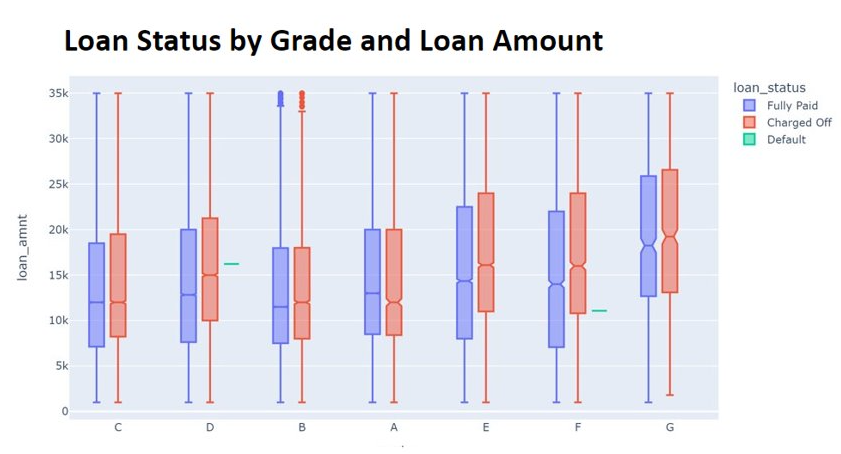 Loan Status by Grade and Loan Amount
loan_status
Fully Paid
Charged Off
Default
loan_amnt
35k
30k
25k
20k
15k
10k
5k
0
C D B A E F G
.